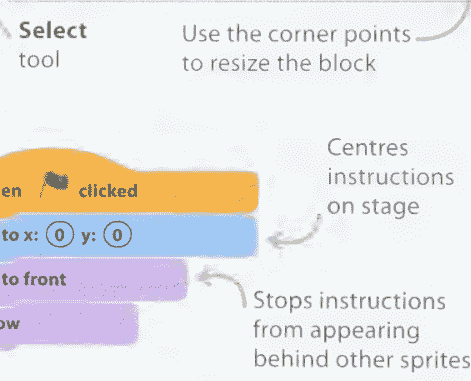 Select
tool
Use the corner points
to resize the block
Centres
instructions
on stage
en clicked
to x: 0 y: 0
to front
ow
Stops instructions
from appearing
behind other sprites